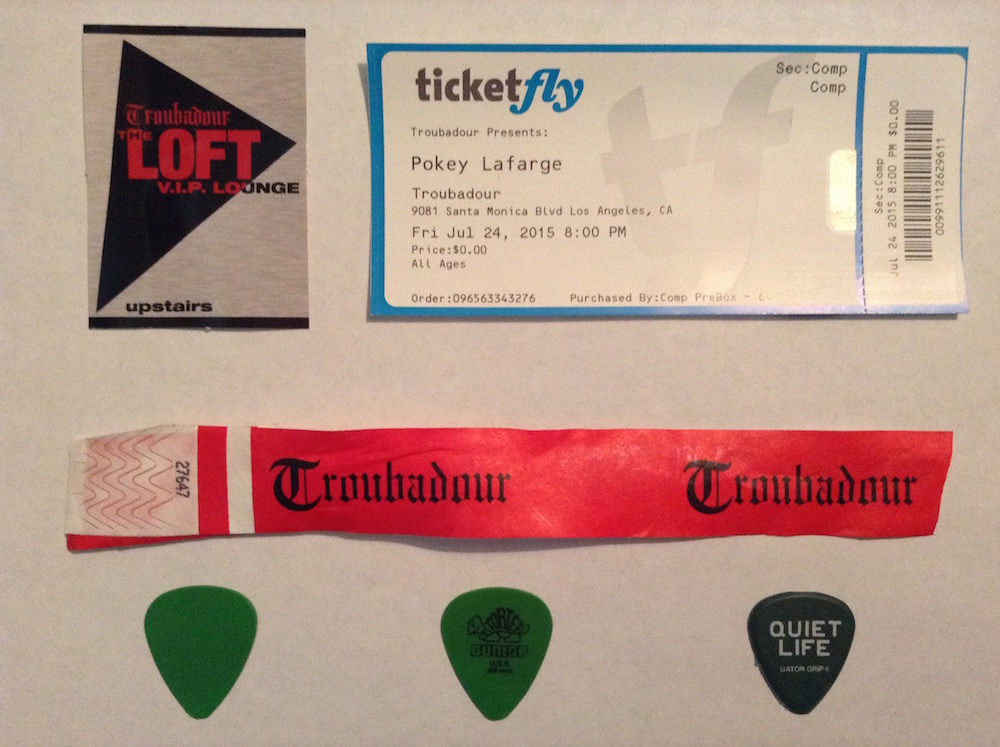 Troubadour
THE
LOFT
V.I.P. LOUNGE
upstairs
ticketfly
Sec:Comp
Comp
Troubadour Presents:
Pokey Lafarge
Troubadour
9081 Santa Monica Blvd Los Angeles, CA
Fri Jul 24, 2015 8:00 PM
Price:$0.00
All Ages
Order:096563343276 Purchased By:Comp PreBox -
Sec:Comp
Jul 24 2015 8:00 PM $0.00
00991112629611
27647
Troubadour Troubadour
TORTEX
DUNLOP
U.S.A.
QUIET
LIFE
GATOR GRIP®